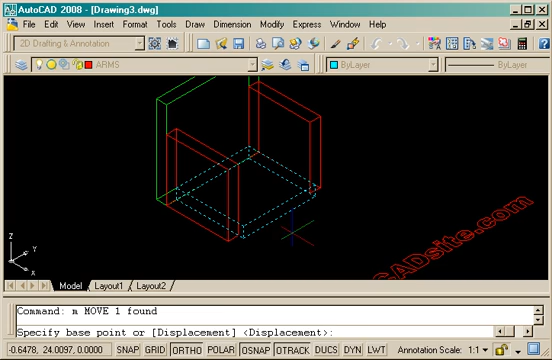 AutoCAD 2008 - [Drawing3.dwg]
File Edit View Insert Format Tools Draw Dimension Modify Express Window Help
2D Drafting & Annotation
ARMS ByLayer ByLayer
CADsite.com
Z
Y
X
Model Layout1 Layout2
Command: m MOVE 1 found
Specify base point or [Displacement] <Displacement>:
-0.6478, 24.0097, 0.0000 SNAP GRID ORTHO POLAR OSNAP OTRACK DUCS DYN LWT Annotation Scale: 1:1